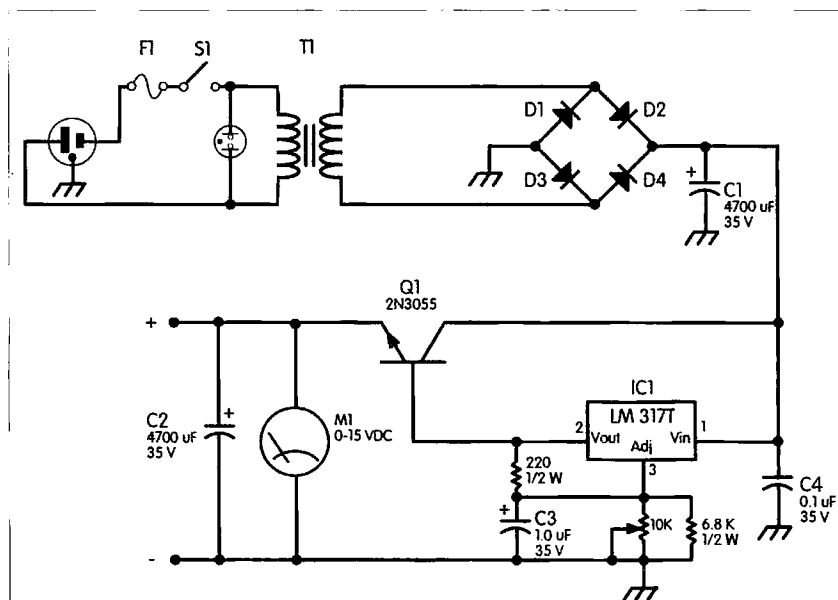 F1
S1
T1
D1
D2
D3
D4
+
C1
4700 uF
35 V
Q1
2N3055
+
IC1
LM 317T
2
Vout
Adj
Vin
1
3
C2
4700 uF
35 V
+
M1
0-15 VDC
220
1/2 W
+
C3
1.0 uF
35 V
10K
6.8 K
1/2 W
C4
0.1 uF
35 V
-